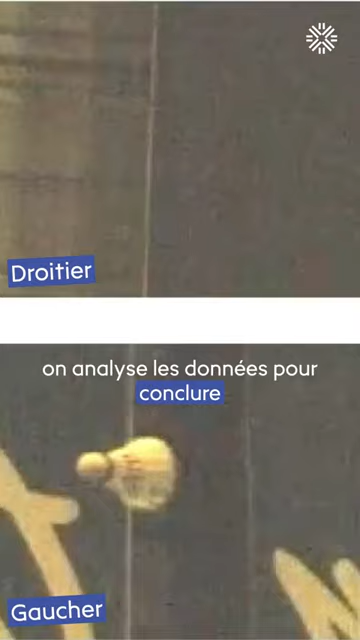 Droitier
on analyse les données pour
conclure
Gaucher